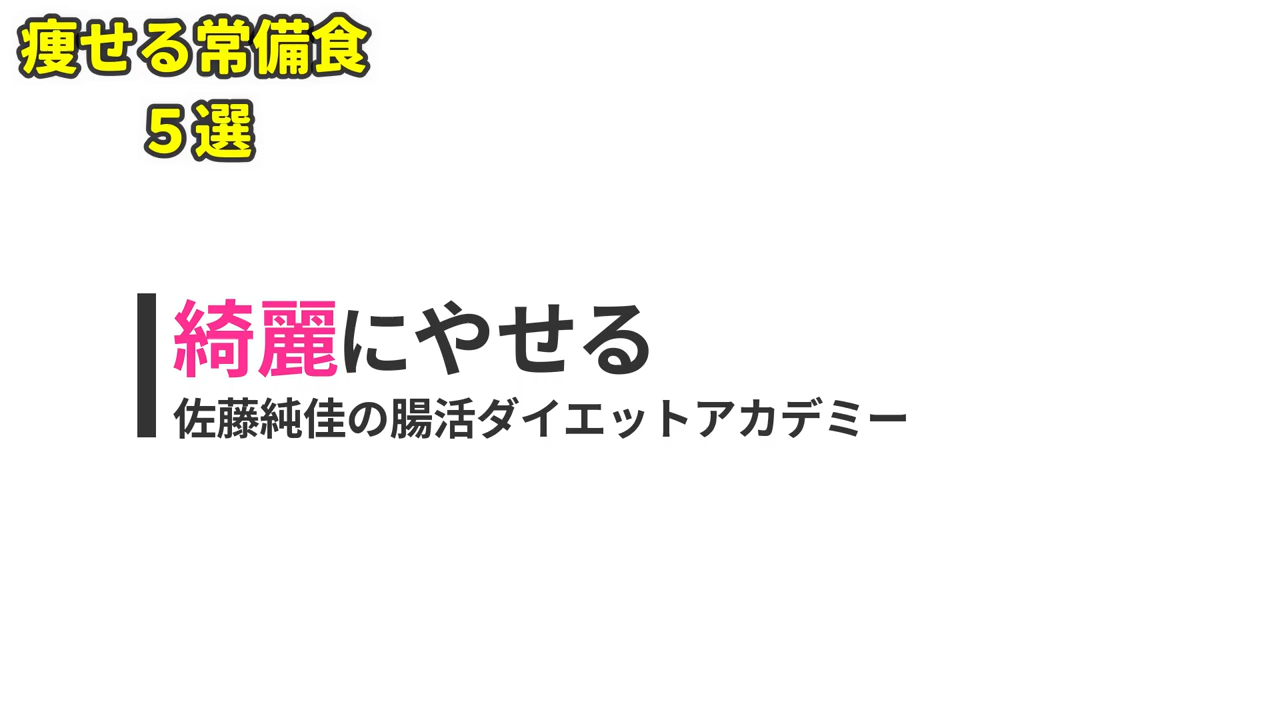 痩せる常備食
５選
綺麗にやせる
佐藤純佳の腸活ダイエットアカデミー